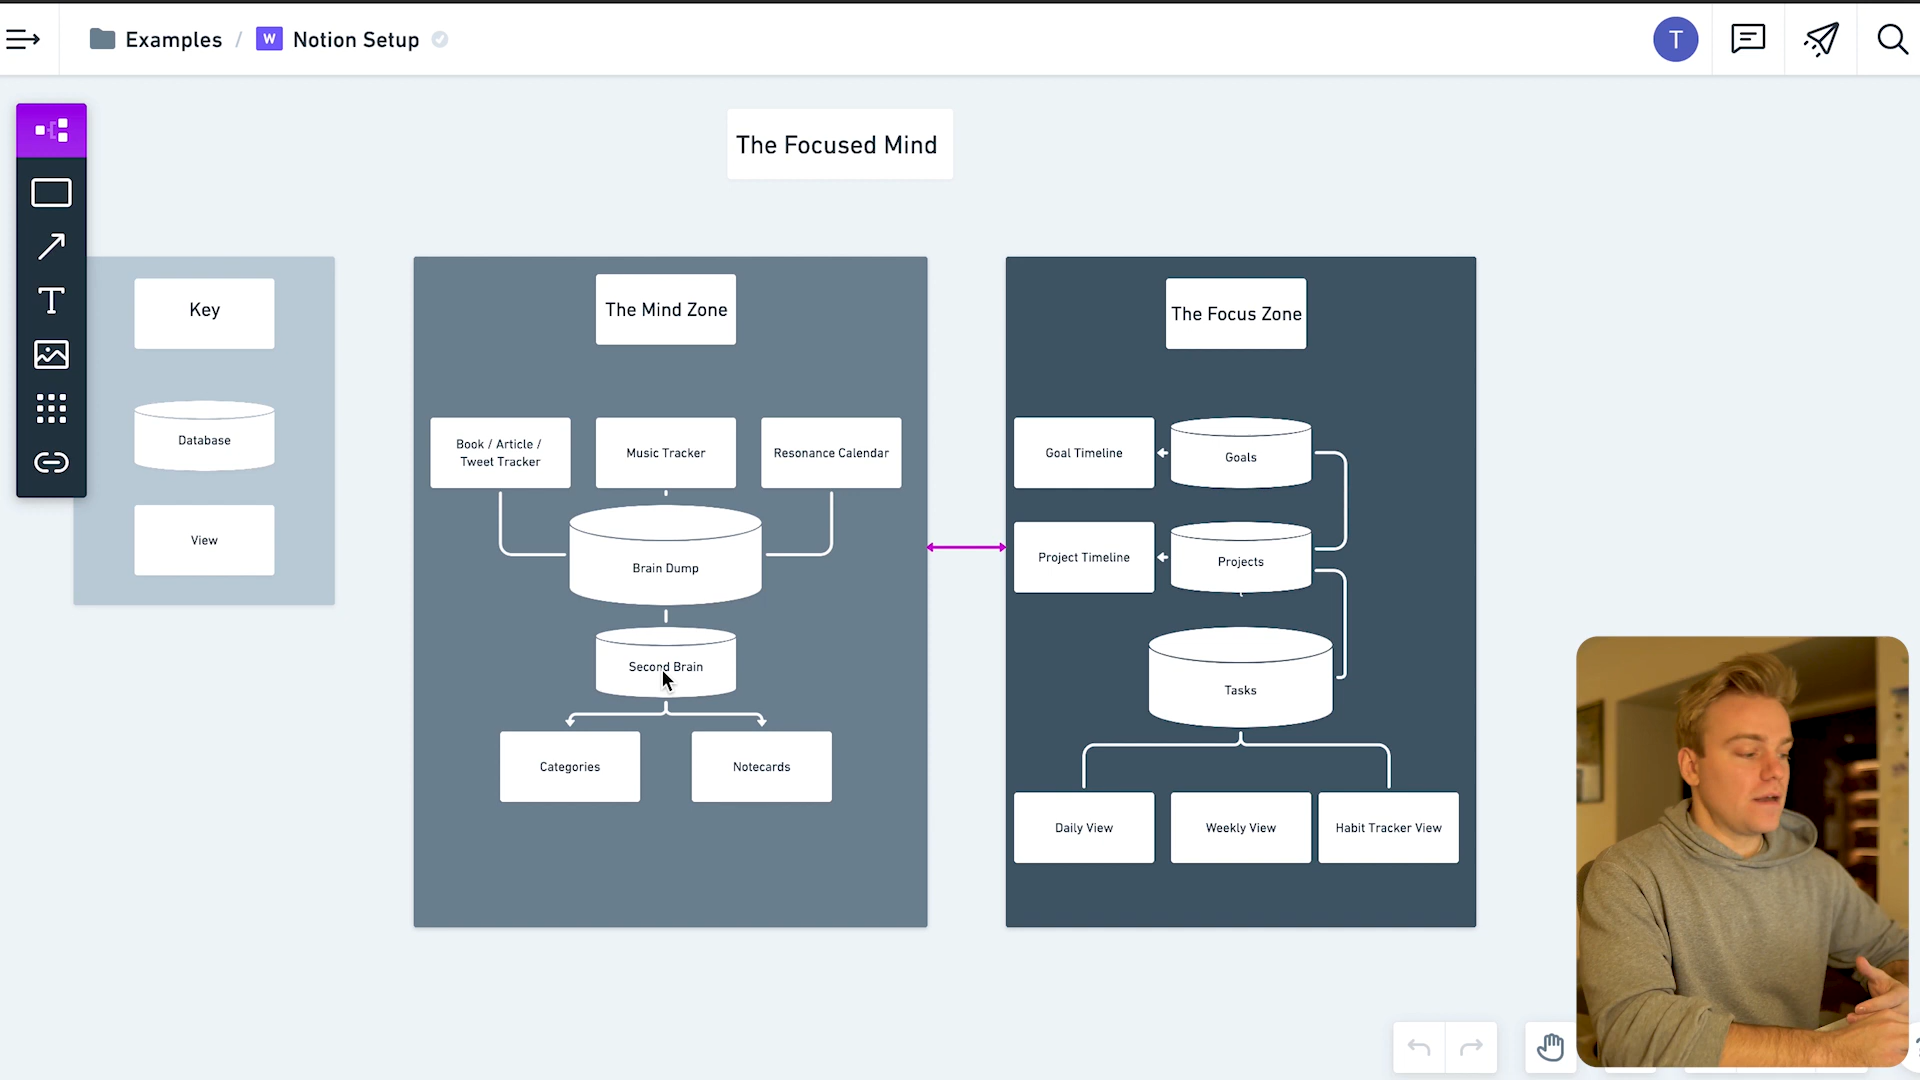 Examples / W Notion Setup
T
The Focused Mind
T
Key
Database
View
The Mind Zone
Book / Article /
Tweet Tracker
Music Tracker
Resonance Calendar
Brain Dump
Second Brain
Categories
Notecards
The Focus Zone
Goal Timeline
Goals
Project Timeline
Projects
Tasks
Daily View
Weekly View
Habit Tracker View